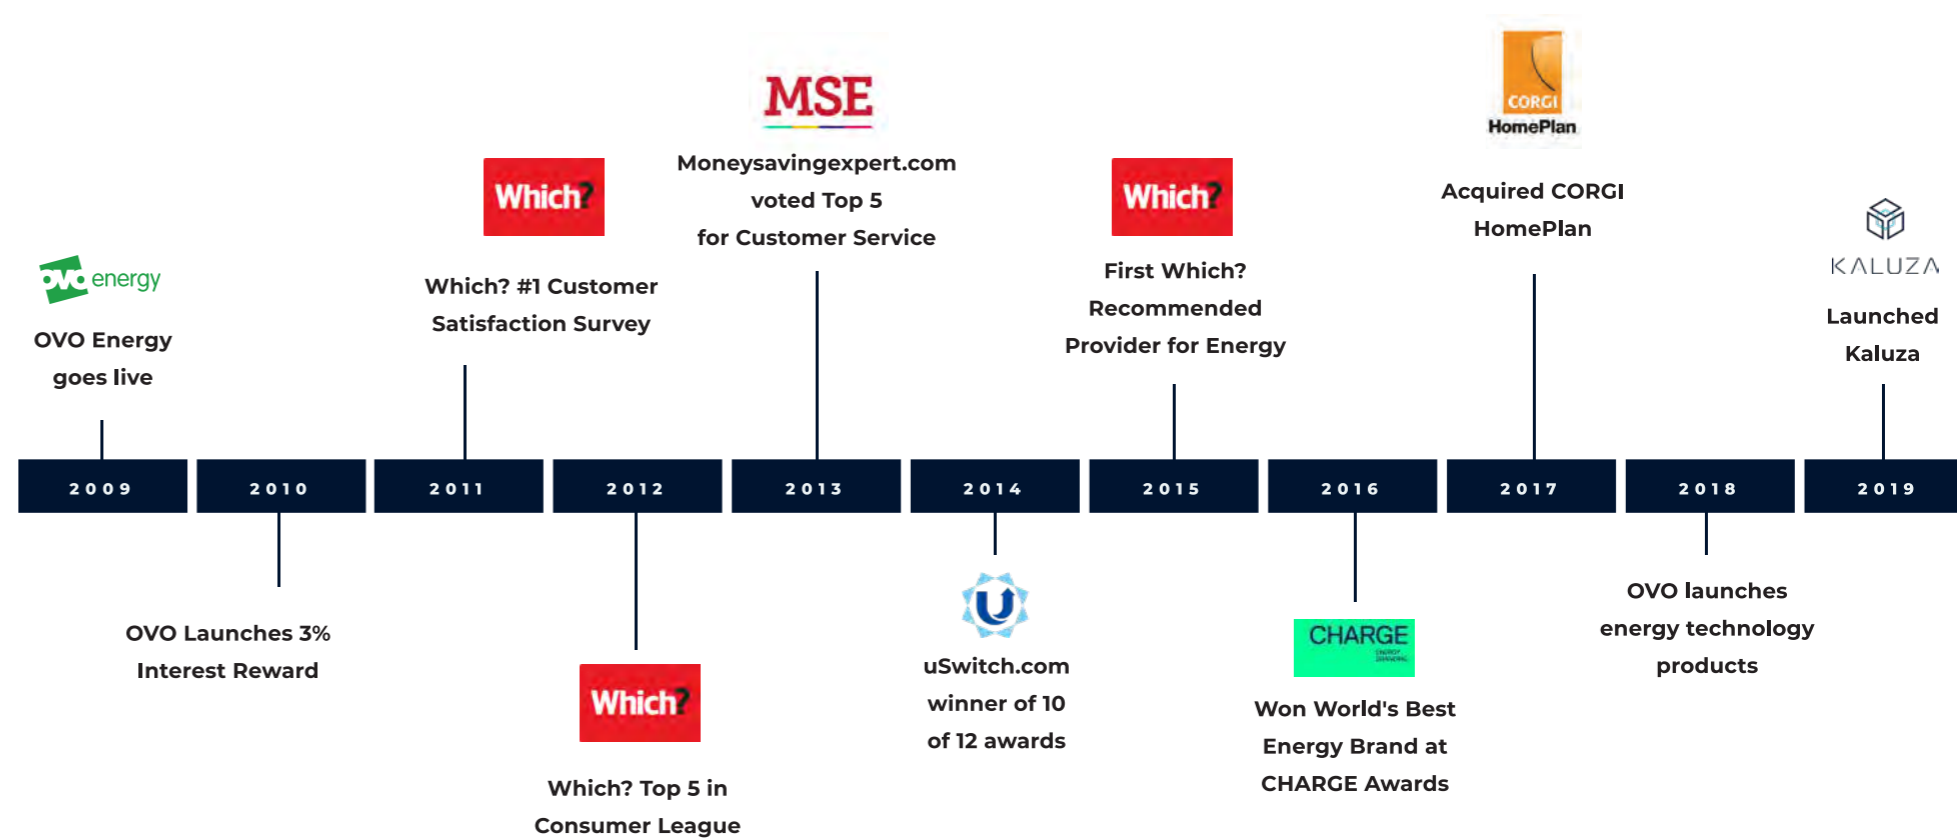 ovo energy
OVO Energy
goes live
Which?
Which? #1 Customer
Satisfaction Survey
MSE
Moneysavingexpert.com
voted Top 5
for Customer Service
Which?
First Which?
Recommended
Provider for Energy
CORGI
HomePlan
Acquired CORGI
HomePlan
KALUZA
Launched
Kaluza
2009
2010
2011
2012
2013
2014
2015
2016
2017
2018
2019
OVO Launches 3%
Interest Reward
Which?
Which? Top 5 in
Consumer League
U
uSwitch.com
winner of 10
of 12 awards
CHARGE
ENERGY
BRANDING
Won World's Best
Energy Brand at
CHARGE Awards
OVO launches
energy technology
products